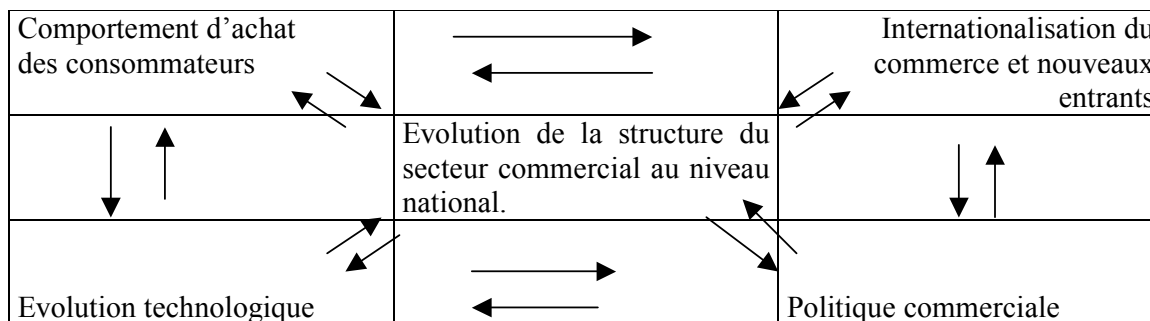 Comportement d’achat
des consommateurs
Internationalisation du
commerce et nouveaux
entrants
Evolution de la structure du
secteur commercial au niveau
national.
Evolution technologique
Politique commerciale